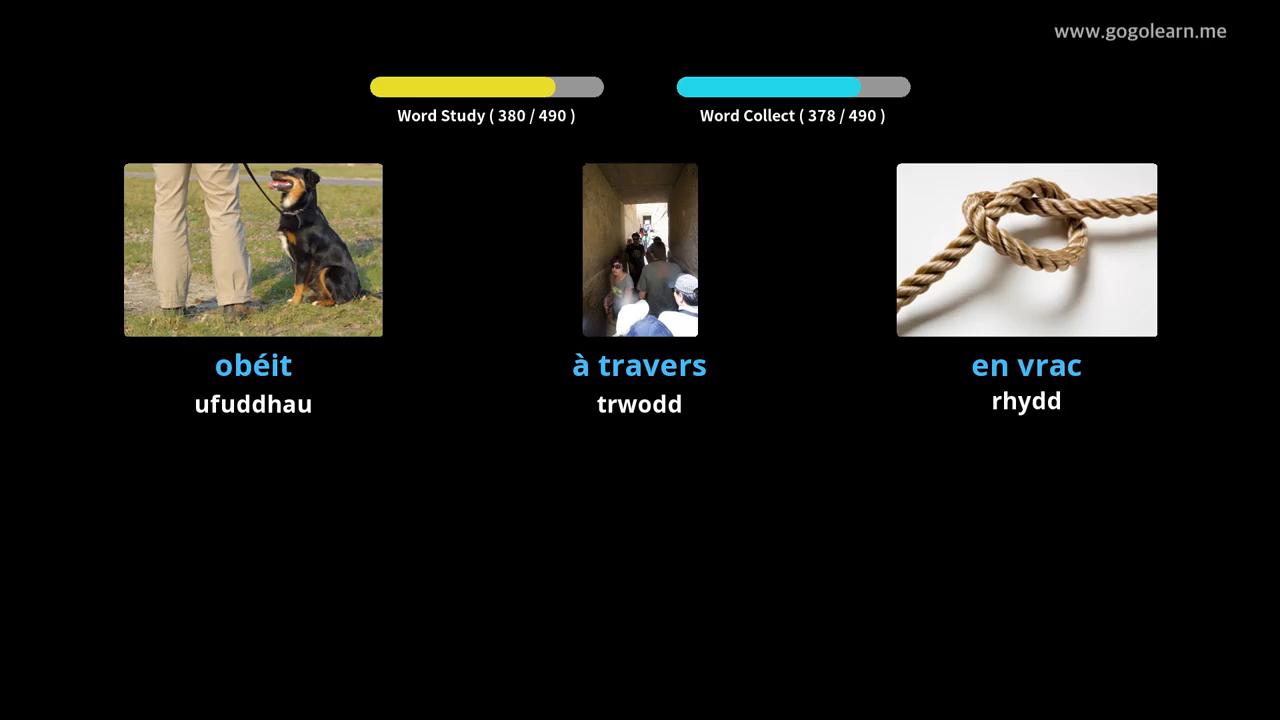 www.gogolearn.me
Word Study ( 380 / 490 )
Word Collect ( 378 / 490 )
obéit
ufuddhau
à travers
trwodd
en vrac
rhydd